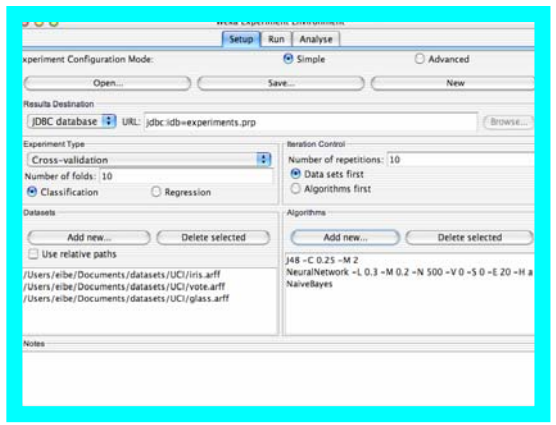 Weka Experiment Environment
Setup Run Analyse
xperiment Configuration Mode: Simple Advanced
Open... Save... New
Results Destination
JDBC database URL: jdbc:idb=experiments.prp Browse...
Experiment Type
Cross-validation
Number of folds: 10
Classification Regression
Iteration Control
Number of repetitions: 10
Data sets first
Algorithms first
Datasets
Add new... Delete selected
Use relative paths
/Users/eibe/Documents/datasets/UCI/iris.arff
/Users/eibe/Documents/datasets/UCI/vote.arff
/Users/eibe/Documents/datasets/UCI/glass.arff
Algorithms
Add new... Delete selected
J48 -C 0.25 -M 2
NeuralNetwork -L 0.3 -M 0.2 -N 500 -V 0 -S 0 -E 20 -H a
NaiveBayes
Notes